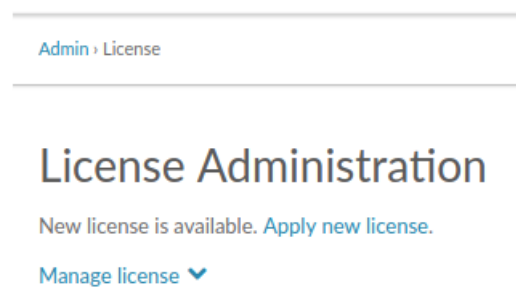 Admin › License
License Administration
New license is available. Apply new license.
Manage license